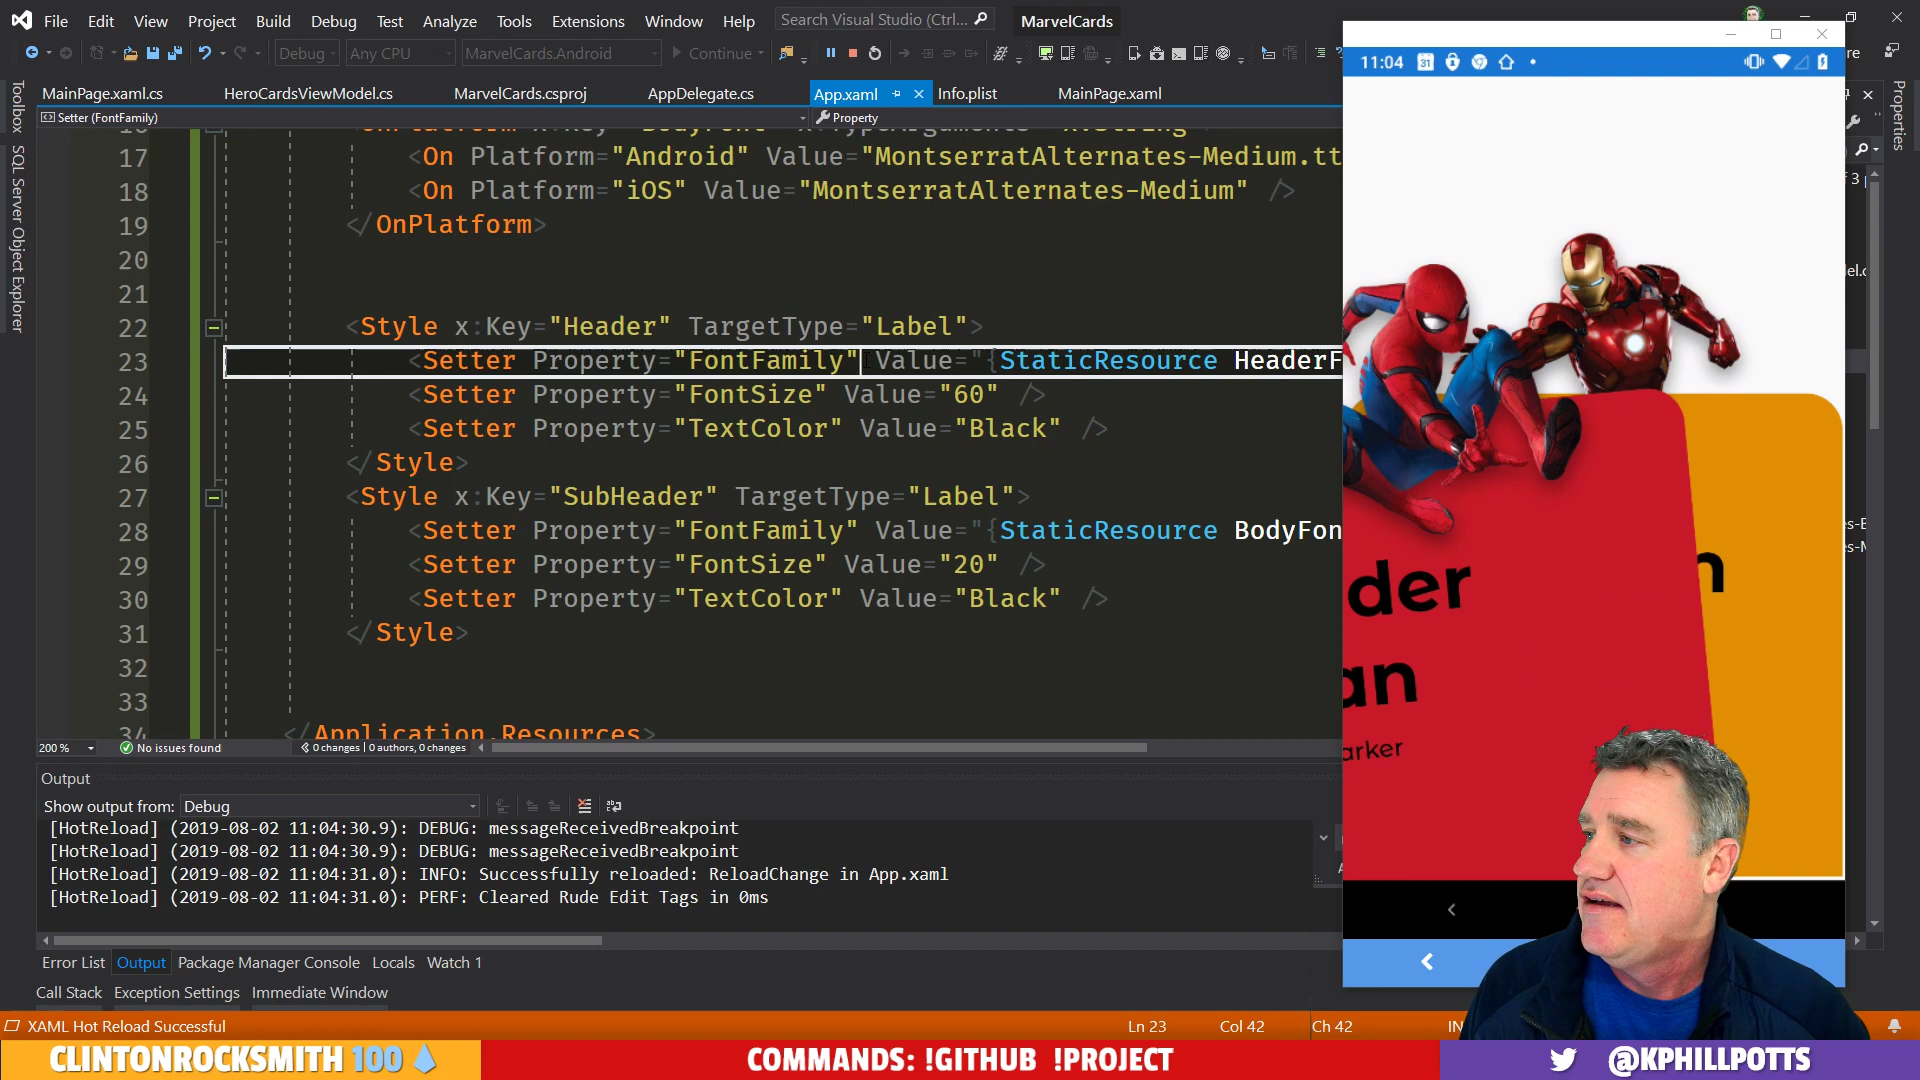 File Edit View Project Build Debug Test Analyze Tools Extensions Window Help Search Visual Studio (Ctrl... MarvelCards
Debug Any CPU MarvelCards.Android Continue
MainPage.xaml.cs HeroCardsViewModel.cs MarvelCards.csproj AppDelegate.cs App.xaml Info.plist MainPage.xaml
Setter (FontFamily) Property
Toolbox
SQL Server Object Explorer
Properties
17 <On Platform="Android" Value="MontserratAlternates-Medium.tt
18 <On Platform="iOS" Value="MontserratAlternates-Medium" />
19 </OnPlatform>
20
21
22 <Style x:Key="Header" TargetType="Label">
23 <Setter Property="FontFamily" Value="{StaticResource HeaderF
24 <Setter Property="FontSize" Value="60" />
25 <Setter Property="TextColor" Value="Black" />
26 </Style>
27 <Style x:Key="SubHeader" TargetType="Label">
28 <Setter Property="FontFamily" Value="{StaticResource BodyFon
29 <Setter Property="FontSize" Value="20" />
30 <Setter Property="TextColor" Value="Black" />
31 </Style>
32
33
34 </Application.Resources>
200 % No issues found 0 changes | 0 authors, 0 changes
Output
Show output from: Debug
[HotReload] (2019-08-02 11:04:30.9): DEBUG: messageReceivedBreakpoint
[HotReload] (2019-08-02 11:04:30.9): DEBUG: messageReceivedBreakpoint
[HotReload] (2019-08-02 11:04:31.0): INFO: Successfully reloaded: ReloadChange in App.xaml
[HotReload] (2019-08-02 11:04:31.0): PERF: Cleared Rude Edit Tags in 0ms
Error List Output Package Manager Console Locals Watch 1
Call Stack Exception Settings Immediate Window
XAML Hot Reload Successful Ln 23 Col 42 Ch 42 IN
11:04 31
der
an
arker
n
CLINTONROCKSMITH 100
COMMANDS: !GITHUB !PROJECT
@KPHILLPOTTS